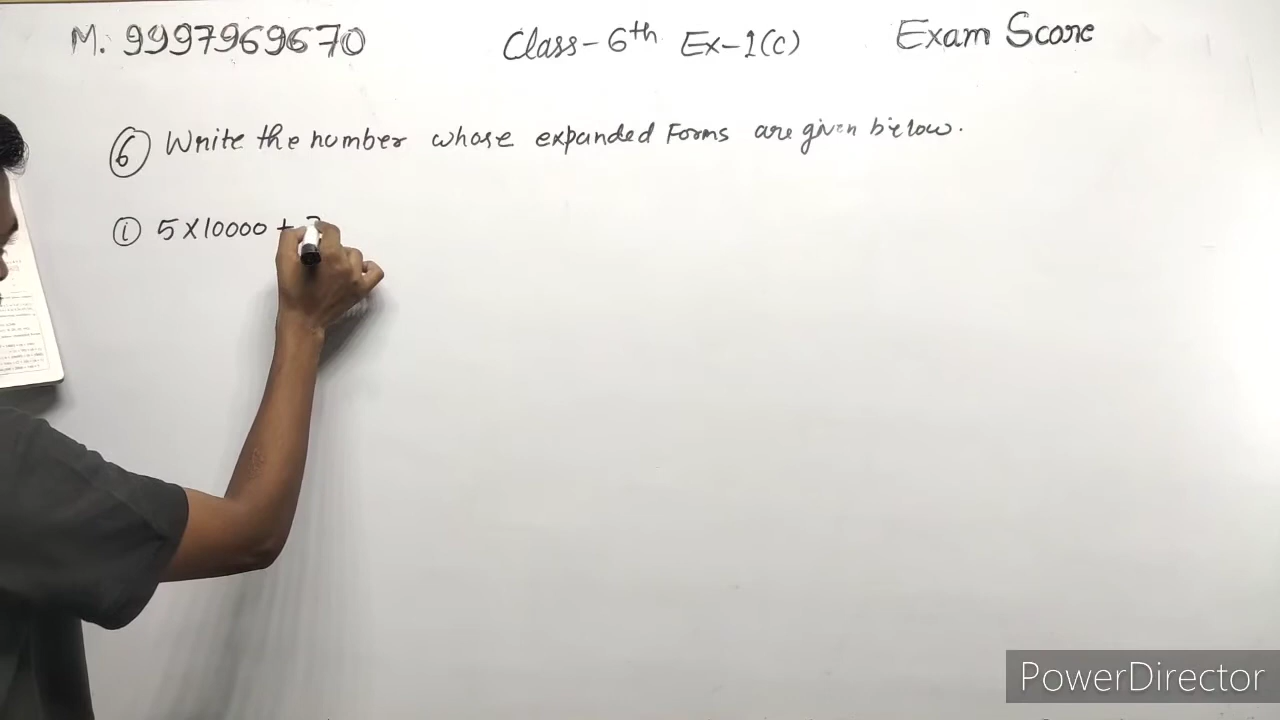 M. 9997969670 Class-6th Ex-1(c) Exam Score
6 Write the number whose expanded Forms are given below.
i 5×10000 +
PowerDirector